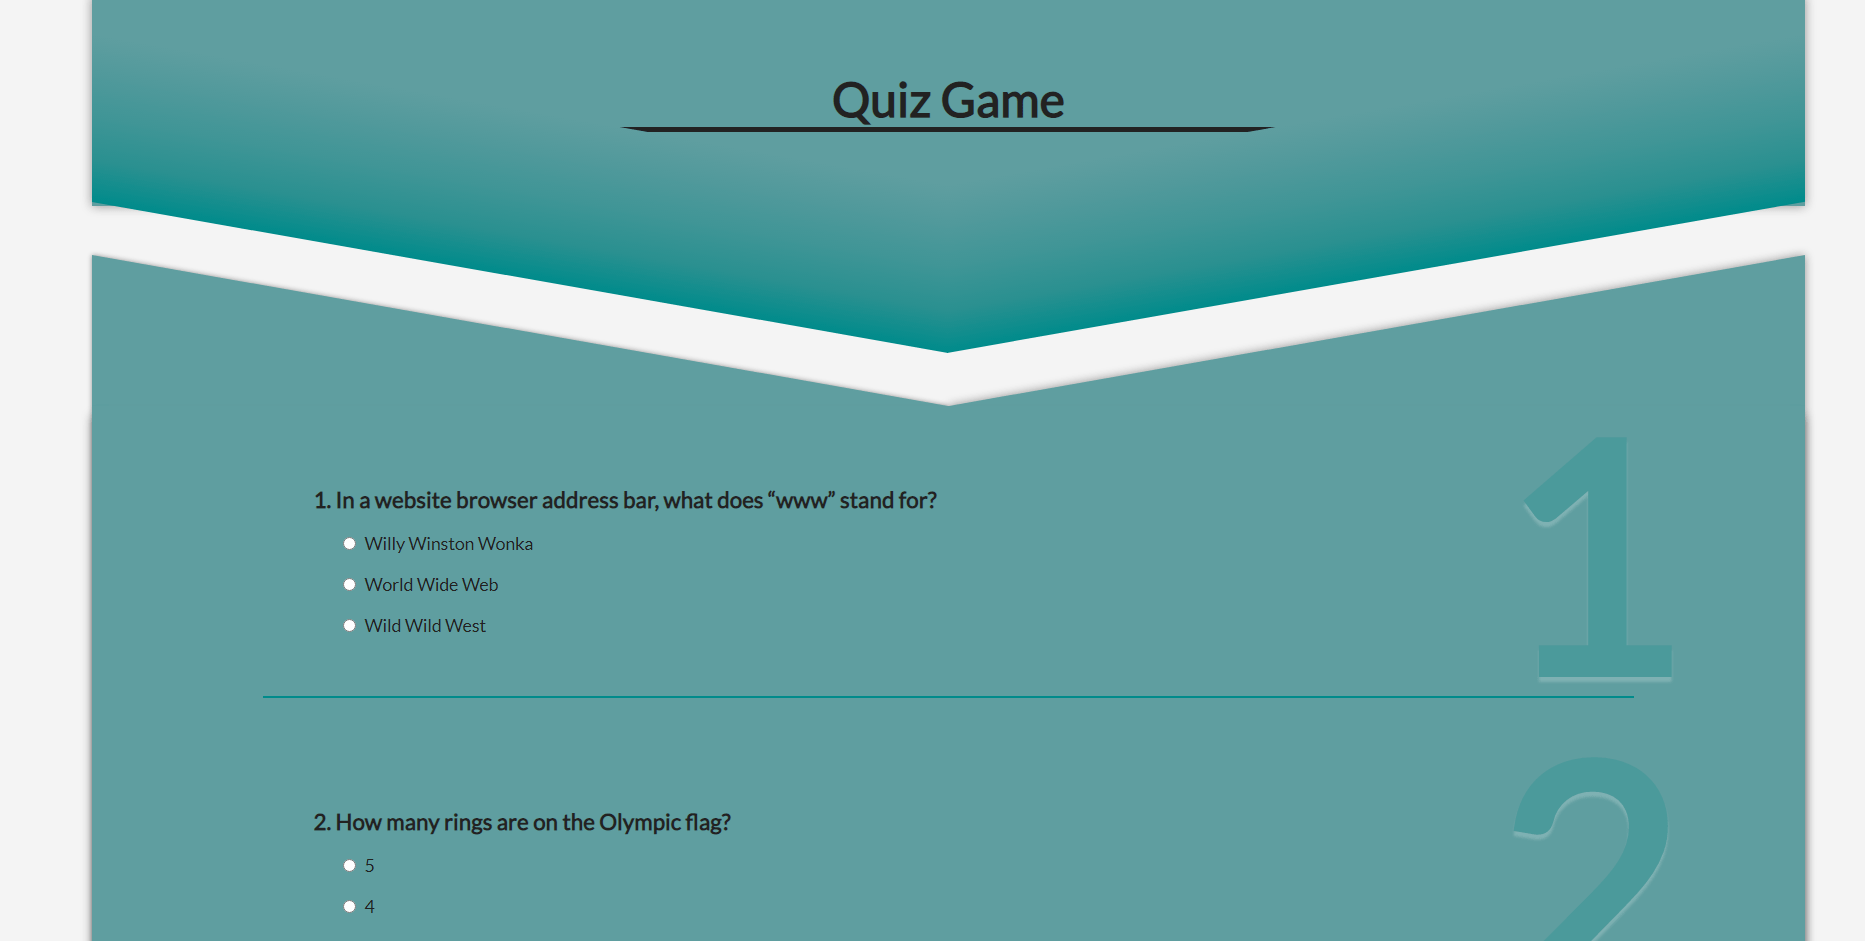 Quiz Game
1
1. In a website browser address bar, what does “www” stand for?
Willy Winston Wonka
World Wide Web
Wild Wild West
2
2. How many rings are on the Olympic flag?
5
4